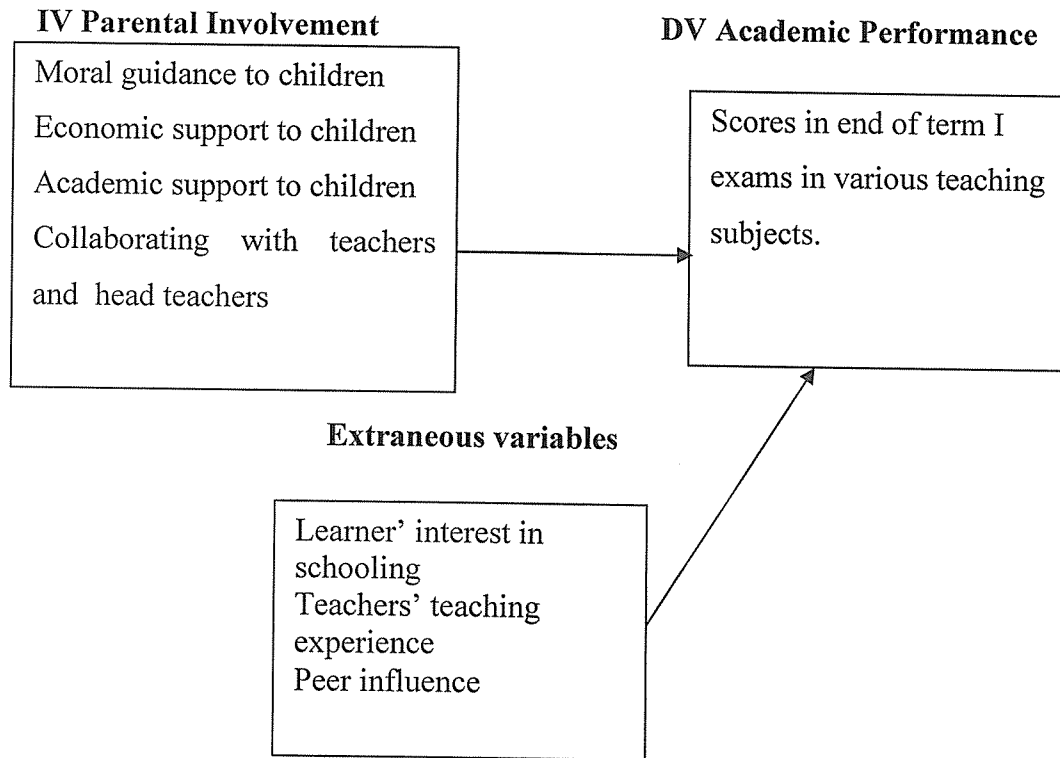 IV Parental Involvement
Moral guidance to children
Economic support to children
Academic support to children
Collaborating with teachers
and head teachers
DV Academic Performance
Scores in end of term I
exams in various teaching
subjects.
Extraneous variables
Learner’ interest in
schooling
Teachers’ teaching
experience
Peer influence